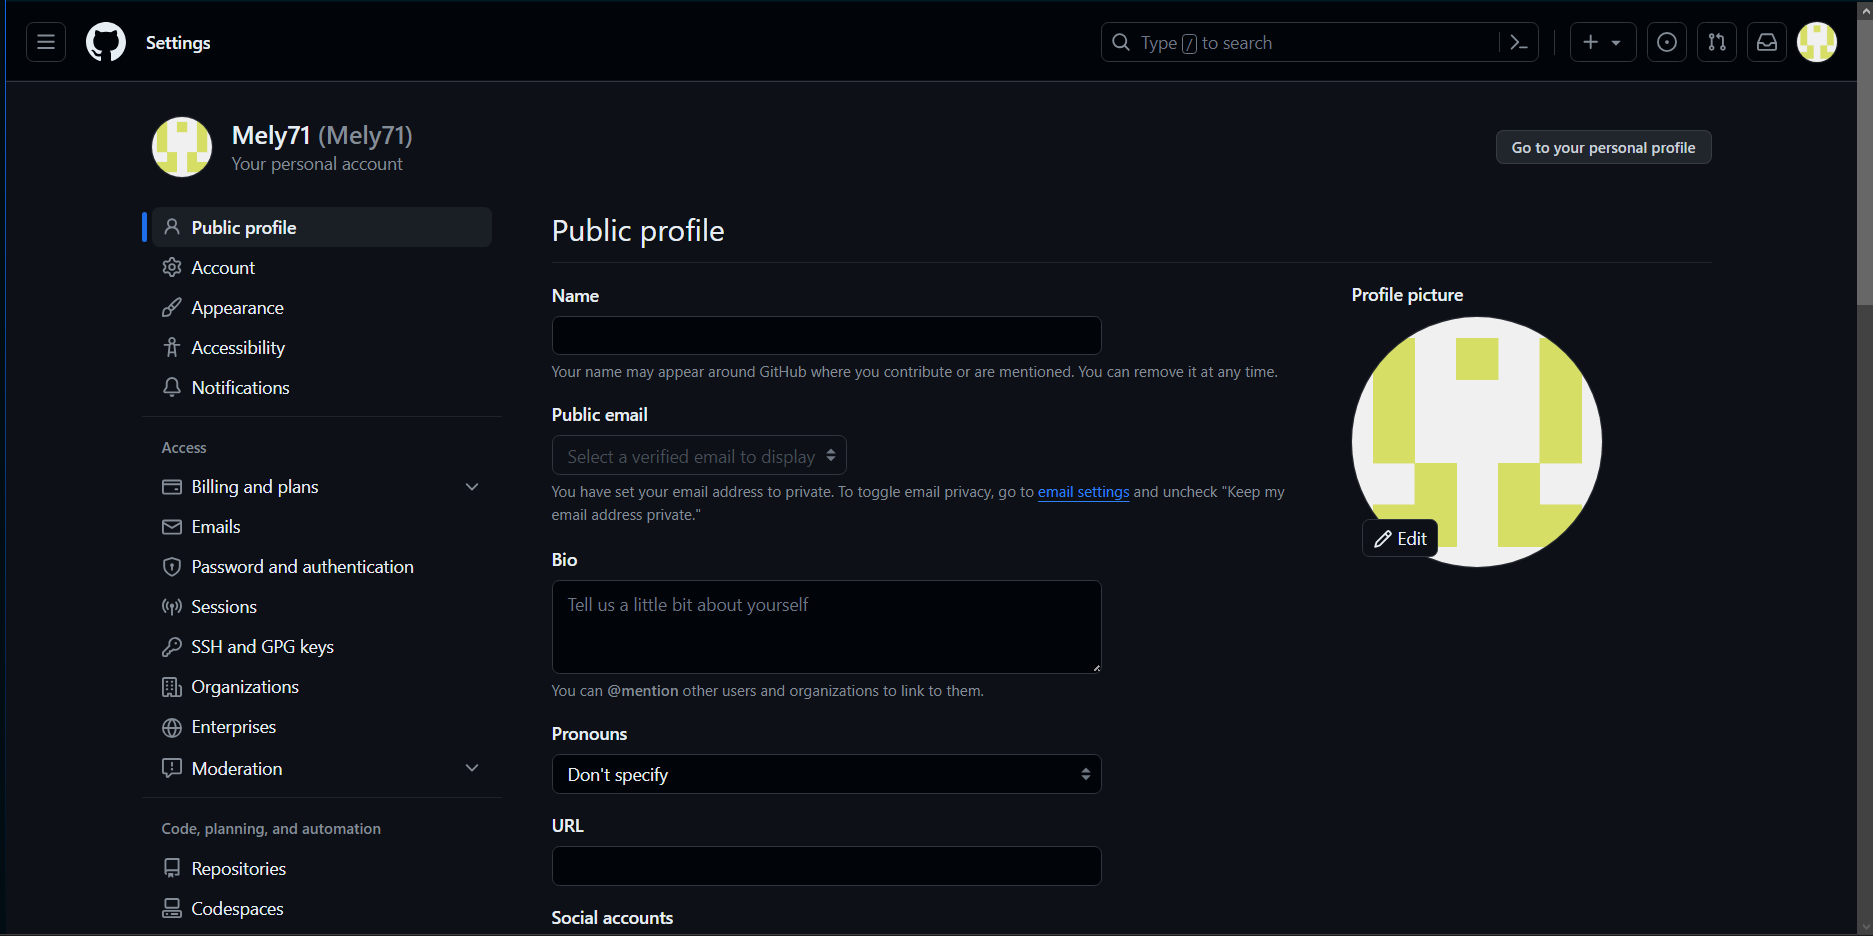 Settings
Type / to search
Mely71 (Mely71)
Your personal account
Go to your personal profile
Public profile
Account
Appearance
Accessibility
Notifications
Access
Billing and plans
Emails
Password and authentication
Sessions
SSH and GPG keys
Organizations
Enterprises
Moderation
Code, planning, and automation
Repositories
Codespaces
Public profile
Name
Your name may appear around GitHub where you contribute or are mentioned. You can remove it at any time.
Public email
Select a verified email to display
You have set your email address to private. To toggle email privacy, go to email settings and uncheck "Keep my
email address private."
Bio
Tell us a little bit about yourself
You can @mention other users and organizations to link to them.
Pronouns
Don't specify
URL
Social accounts
Profile picture
Edit